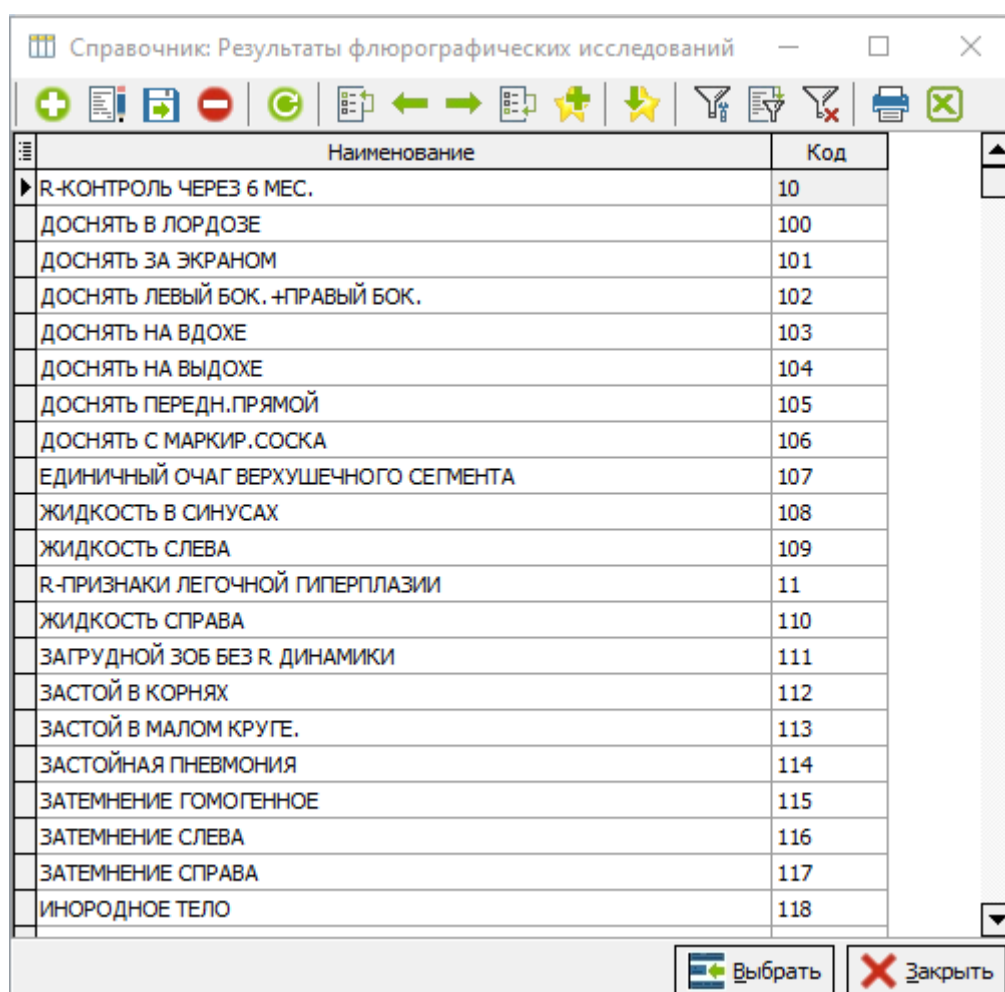 Справочник: Результаты флюрографических исследований
Наименование Код
R-КОНТРОЛЬ ЧЕРЕЗ 6 МЕС. 10
ДОСНЯТЬ В ЛОРДОЗЕ 100
ДОСНЯТЬ ЗА ЭКРАНОМ 101
ДОСНЯТЬ ЛЕВЫЙ БОК.+ПРАВЫЙ БОК. 102
ДОСНЯТЬ НА ВДОХЕ 103
ДОСНЯТЬ НА ВЫДОХЕ 104
ДОСНЯТЬ ПЕРЕДН.ПРЯМОЙ 105
ДОСНЯТЬ С МАРКИР.СОСКА 106
ЕДИНИЧНЫЙ ОЧАГ ВЕРХУШЕЧНОГО СЕГМЕНТА 107
ЖИДКОСТЬ В СИНУСАХ 108
ЖИДКОСТЬ СЛЕВА 109
R-ПРИЗНАКИ ЛЕГОЧНОЙ ГИПЕРПЛАЗИИ 11
ЖИДКОСТЬ СПРАВА 110
ЗАГРУДНОЙ ЗОБ БЕЗ R ДИНАМИКИ 111
ЗАСТОЙ В КОРНЯХ 112
ЗАСТОЙ В МАЛОМ КРУГЕ. 113
ЗАСТОЙНАЯ ПНЕВМОНИЯ 114
ЗАТЕМНЕНИЕ ГОМОГЕННОЕ 115
ЗАТЕМНЕНИЕ СЛЕВА 116
ЗАТЕМНЕНИЕ СПРАВА 117
ИНОРОДНОЕ ТЕЛО 118
Выбрать Закрыть